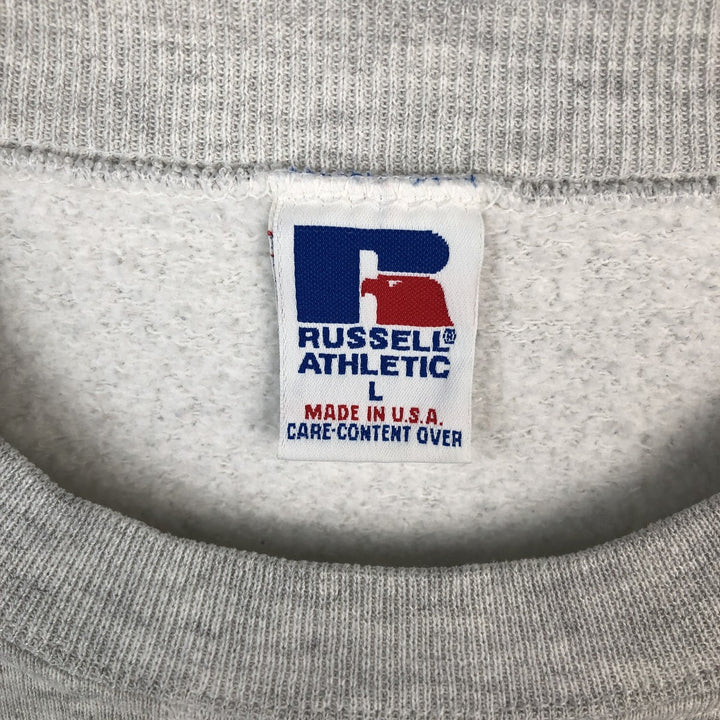 RUSSELL®
ATHLETIC
L
MADE IN U.S.A.
CARE-CONTENT OVER